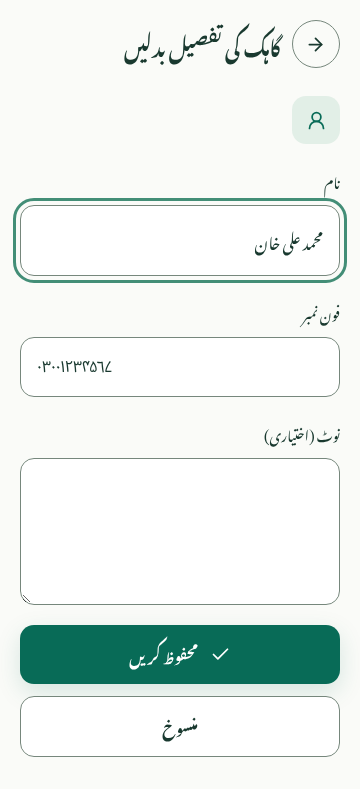 گاہک کی تفصیل بدلیں
نام
محمد علی خان
فون نمبر
۰۳۰۰۱۲۳۴۵۶۷
نوٹ (اختیاری)
محفوظ کریں
منسوخ